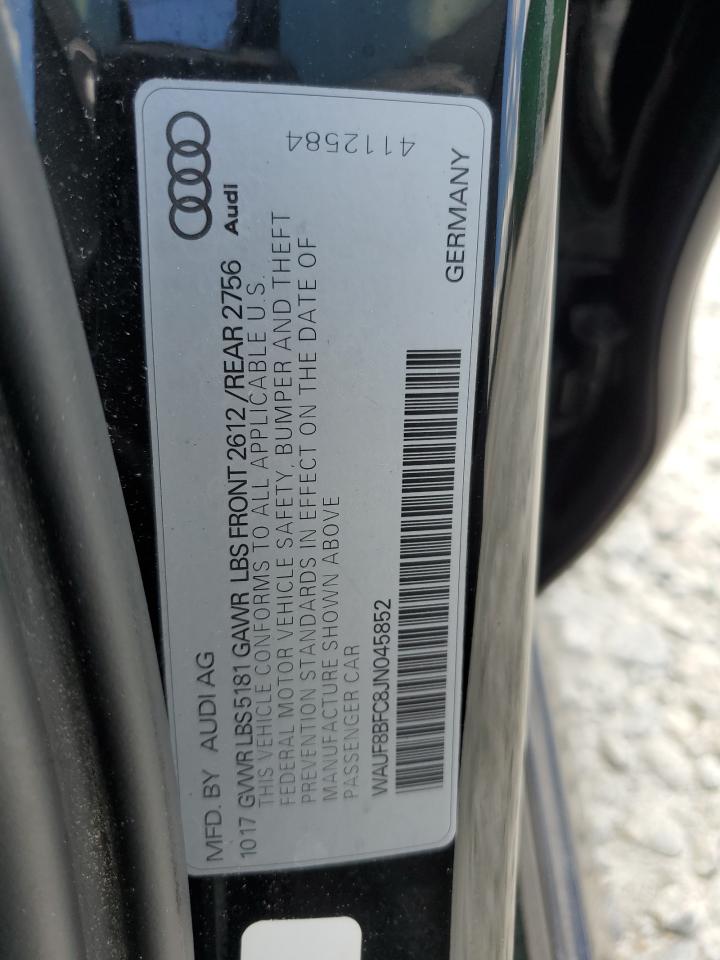 MFD. BY AUDI AG
Audi
1017 GVWR LBS 5181 GAWR LBS FRONT 2612 / REAR 2756
THIS VEHICLE CONFORMS TO ALL APPLICABLE U.S.
FEDERAL MOTOR VEHICLE SAFETY, BUMPER AND THEFT
PREVENTION STANDARDS IN EFFECT ON THE DATE OF
MANUFACTURE SHOWN ABOVE
PASSENGER CAR
WAUF8BFC8JN045852
GERMANY
4112584